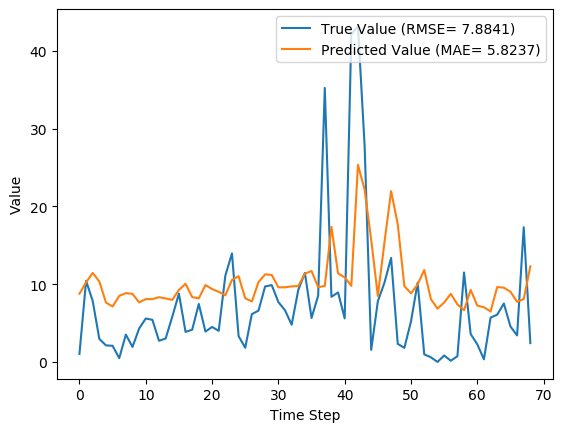 True Value (RMSE= 7.8841)
Predicted Value (MAE= 5.8237)
40
30
20
10
0
Value
0 10 20 30 40 50 60 70
Time Step